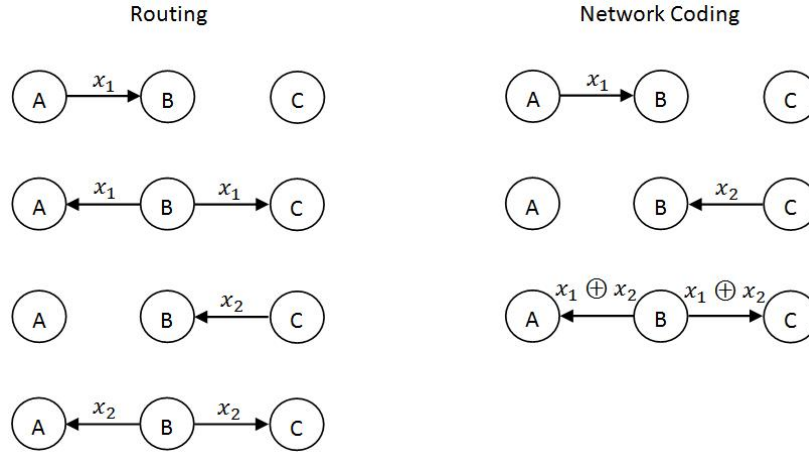 Routing
x₁
A B C
x₁ x₁
A B C
x₂
A B C
x₂ x₂
A B C
Network Coding
x₁
A B C
x₂
A B C
x₁ ⊕ x₂ x₁ ⊕ x₂
A B C